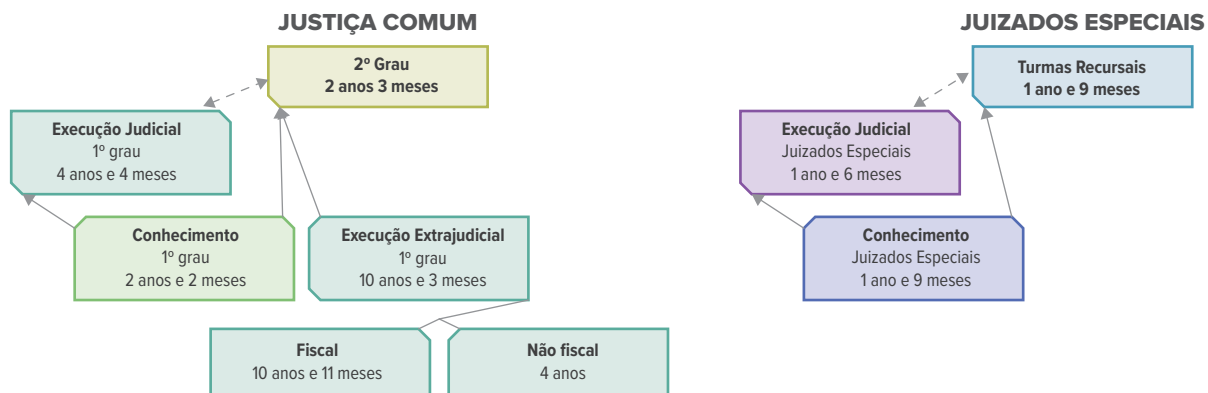 JUSTIÇA COMUM
2º Grau
2 anos 3 meses
Execução Judicial
1º grau
4 anos e 4 meses
Conhecimento
1º grau
2 anos e 2 meses
Execução Extrajudicial
1º grau
10 anos e 3 meses
Fiscal
10 anos e 11 meses
Não fiscal
4 anos
JUIZADOS ESPECIAIS
Turmas Recursais
1 ano e 9 meses
Execução Judicial
Juizados Especiais
1 ano e 6 meses
Conhecimento
Juizados Especiais
1 ano e 9 meses